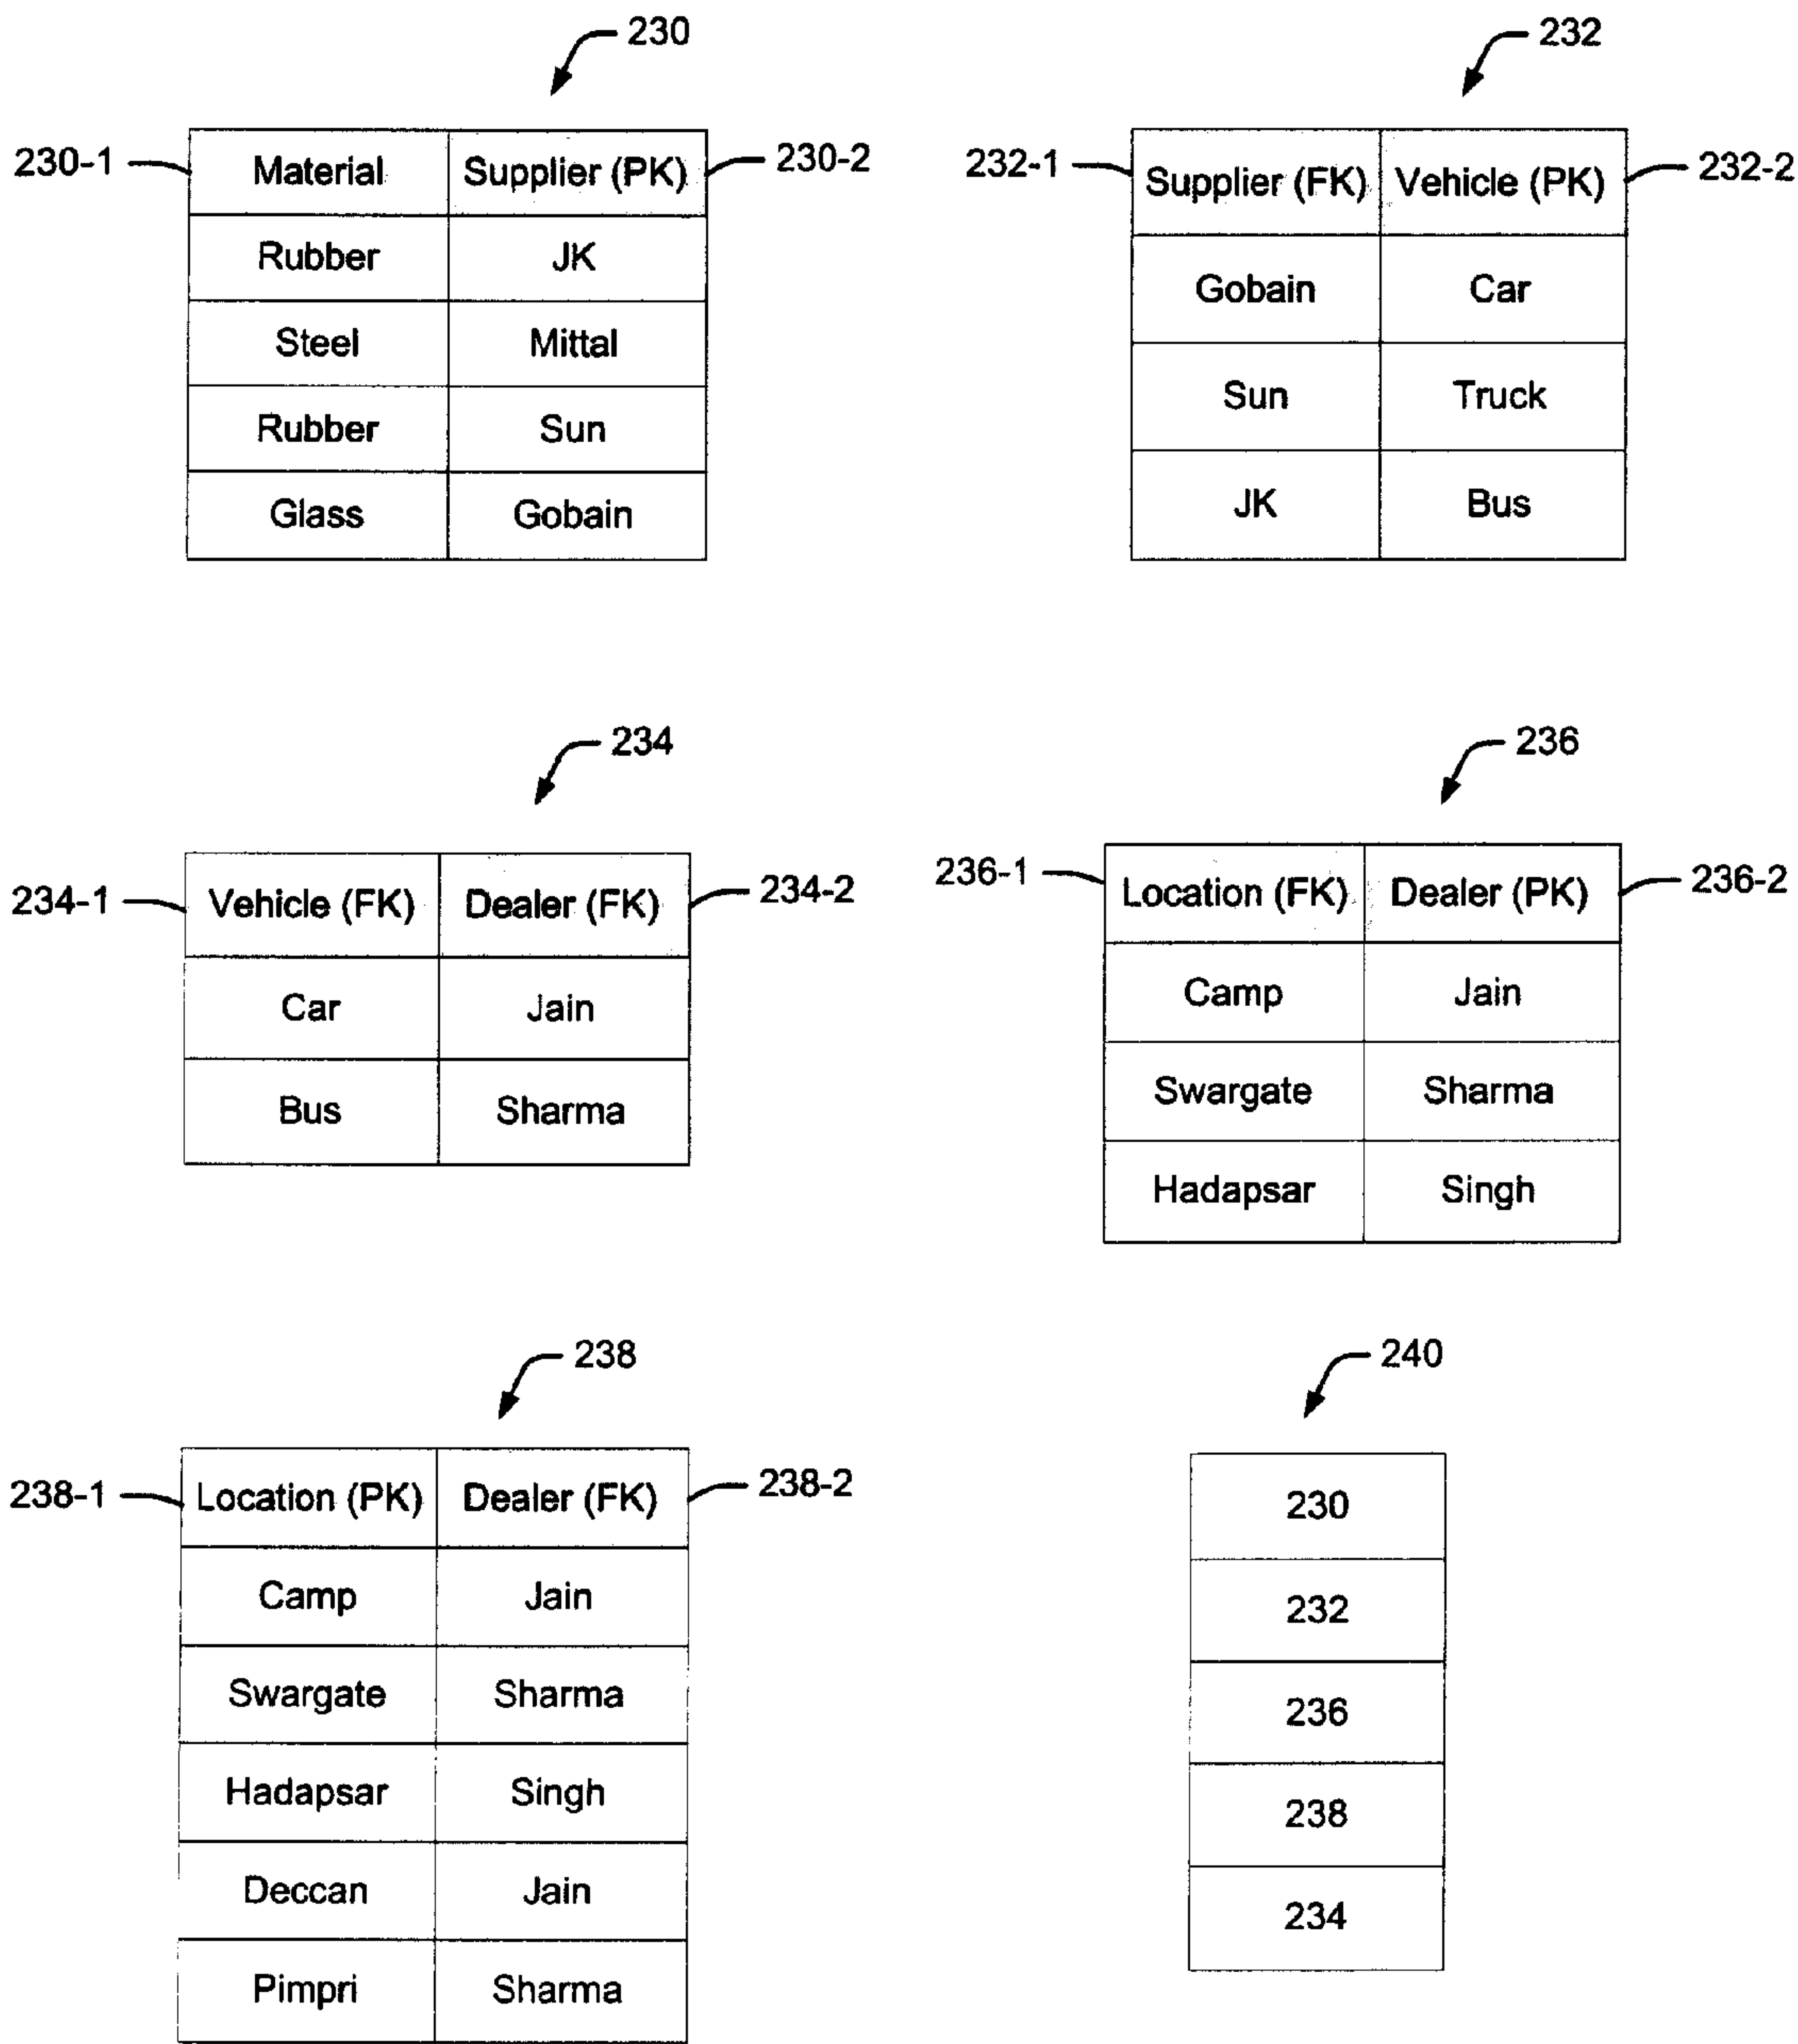 230
230-1
Material Supplier (PK)
230-2
Rubber JK
Steel Mittal
Rubber Sun
Glass Gobain
232
232-1
Supplier (FK) Vehicle (PK)
232-2
Gobain Car
Sun Truck
JK Bus
234
234-1
Vehicle (FK) Dealer (FK)
234-2
Car Jain
Bus Sharma
236
236-1
Location (FK) Dealer (PK)
236-2
Camp Jain
Swargate Sharma
Hadapsar Singh
238
238-1
Location (PK) Dealer (FK)
238-2
Camp Jain
Swargate Sharma
Hadapsar Singh
Deccan Jain
Pimpri Sharma
240
230
232
236
238
234